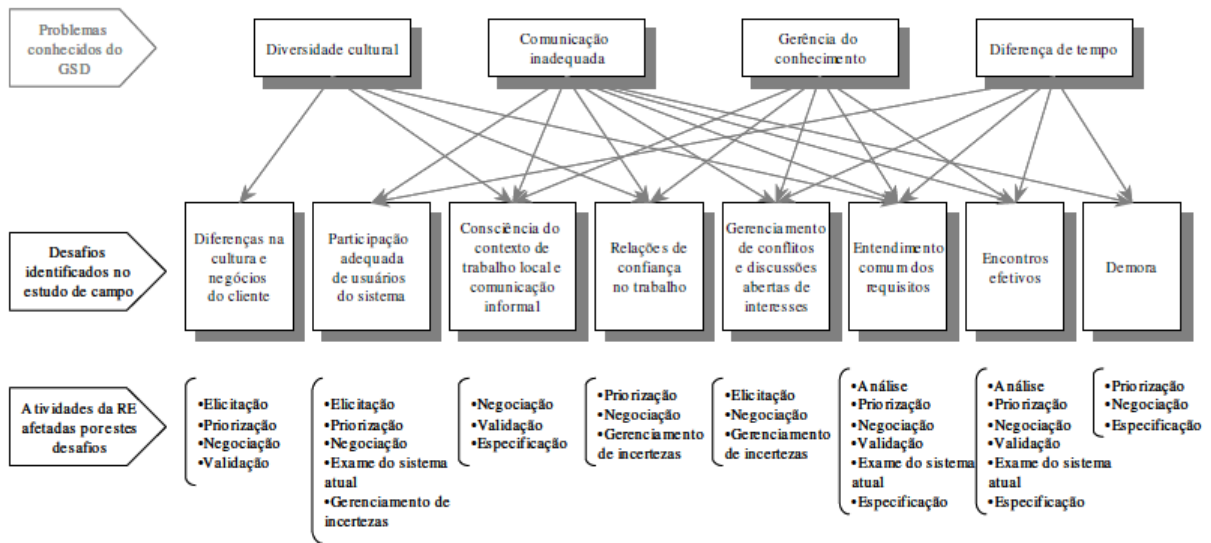 Problemas
conhecidos do
GSD
Diversidade cultural
Comunicação
inadequada
Gerência do
conhecimento
Diferença de tempo
Desafios
identificados no
estudo de campo
Diferenças na
cultura e
negócios
do cliente
Participação
adequada
de usuários
do sistema
Consciência do
contexto de
trabalho local e
comunicação
informal
Relações de
confiança
no trabalho
Gerenciamento
de conflitos
e discussões
abertas de
interesses
Entendimento
comum dos
requisitos
Encontros
efetivos
Demora
Atividades da RE
afetadas por estes
desafios
•Elicitação
•Priorização
•Negociação
•Validação
•Elicitação
•Priorização
•Negociação
•Exame do sistema
atual
•Gerenciamento de
incertezas
•Negociação
•Validação
•Especificação
•Priorização
•Negociação
•Gerenciamento
de incertezas
•Elicitação
•Negociação
•Gerenciamento
de incertezas
•Análise
•Priorização
•Negociação
•Validação
•Exame do sistema
atual
•Especificação
•Análise
•Priorização
•Negociação
•Validação
•Exame do sistema
atual
•Especificação
•Priorização
•Negociação
•Especificação